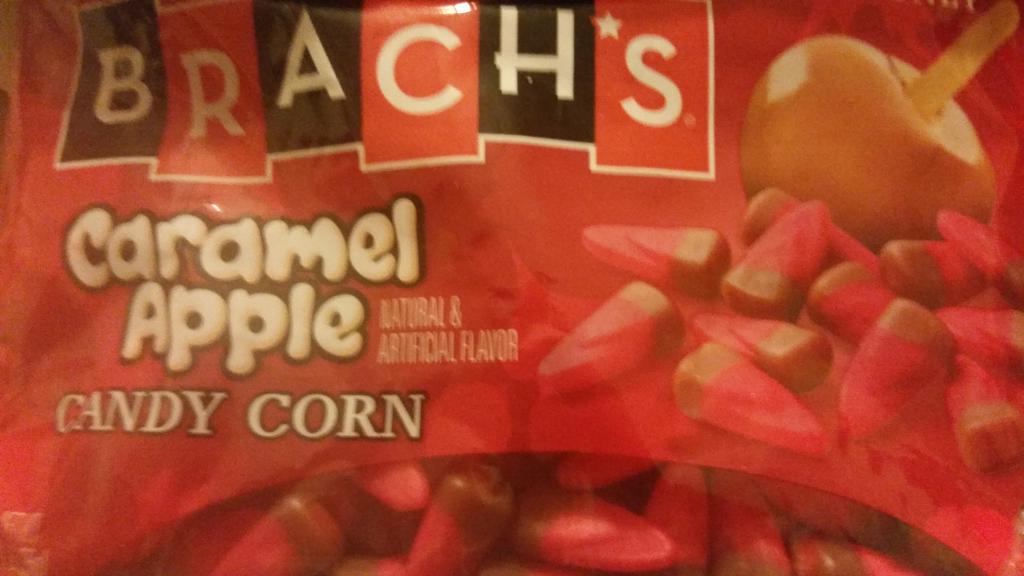 BRACH'S
Caramel
Apple
NATURAL &
ARTIFICIAL FLAVOR
CANDY CORN